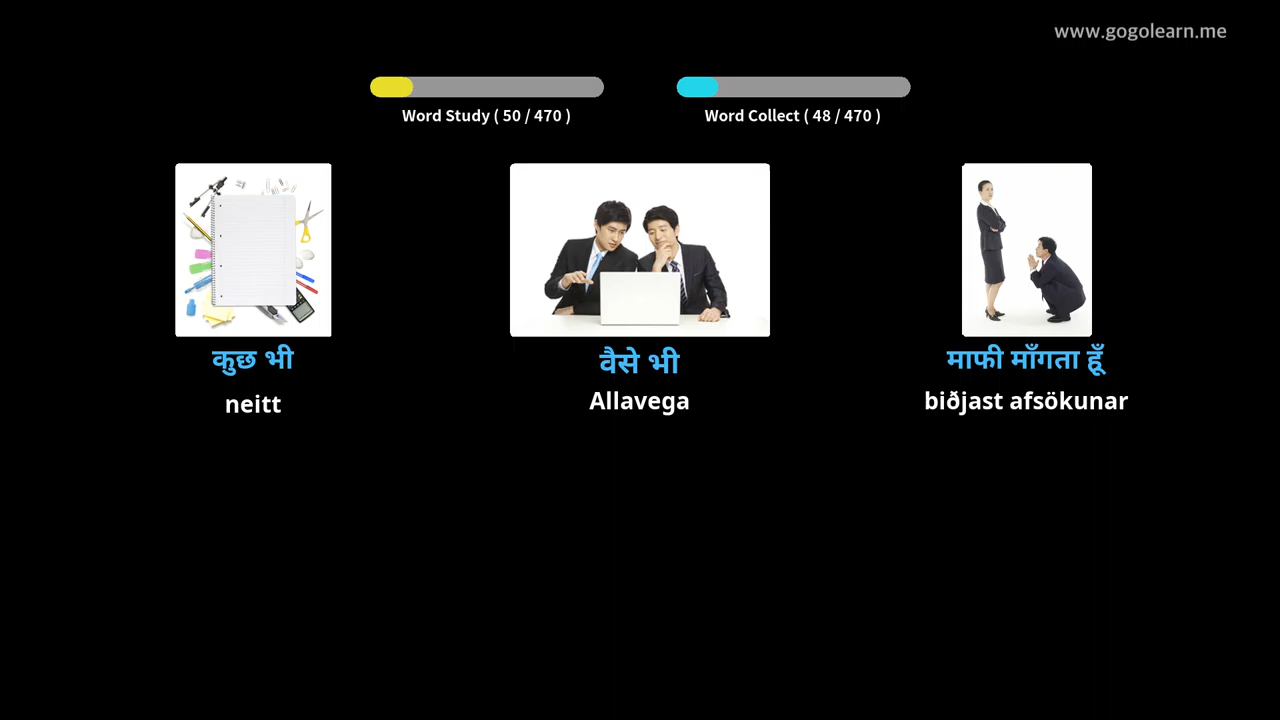 www.gogolearn.me
Word Study ( 50 / 470 )
Word Collect ( 48 / 470 )
कुछ भी
वैसे भी
माफी माँगता हूँ
neitt
Allavega
biðjast afsökunar